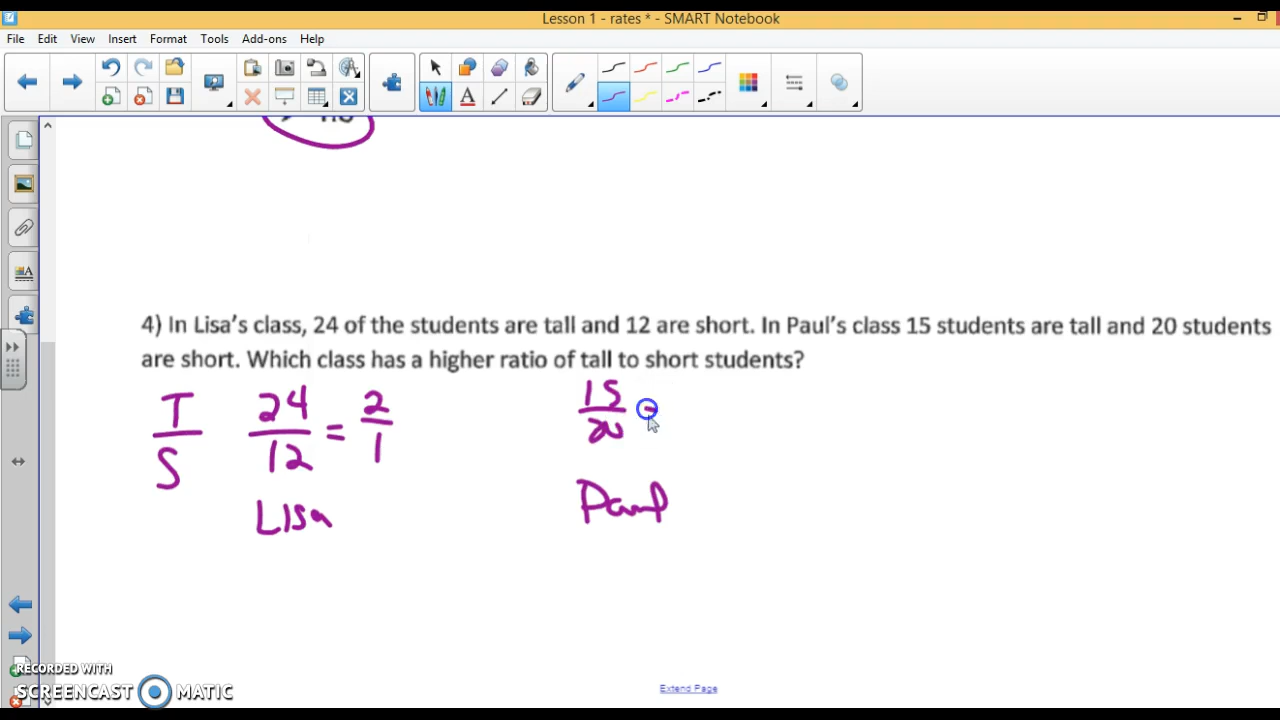 Lesson 1 - rates * - SMART Notebook
File Edit View Insert Format Tools Add-ons Help
no
4) In Lisa's class, 24 of the students are tall and 12 are short. In Paul's class 15 students are tall and 20 students
are short. Which class has a higher ratio of tall to short students?
T/S 24/12 = 2/1 15/20 =
Lisa Paul
Extend Page
RECORDED WITH
SCREENCAST MATIC